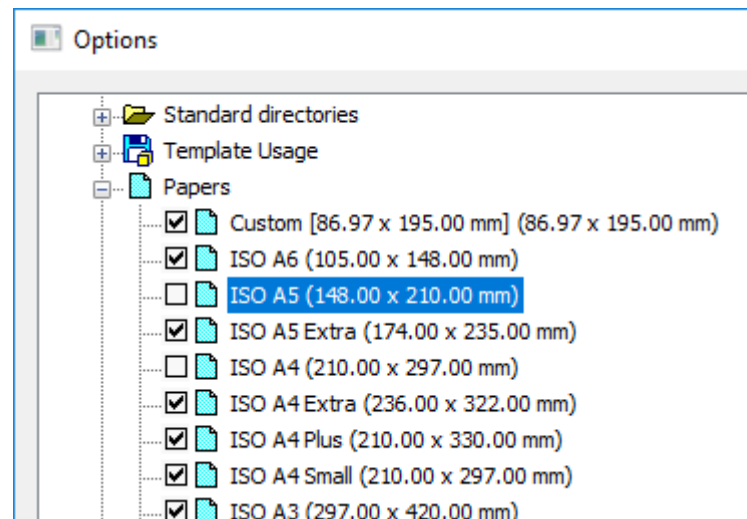 Options
Standard directories
Template Usage
Papers
Custom [86.97 x 195.00 mm] (86.97 x 195.00 mm)
ISO A6 (105.00 x 148.00 mm)
ISO A5 (148.00 x 210.00 mm)
ISO A5 Extra (174.00 x 235.00 mm)
ISO A4 (210.00 x 297.00 mm)
ISO A4 Extra (236.00 x 322.00 mm)
ISO A4 Plus (210.00 x 330.00 mm)
ISO A4 Small (210.00 x 297.00 mm)
ISO A3 (297.00 x 420.00 mm)